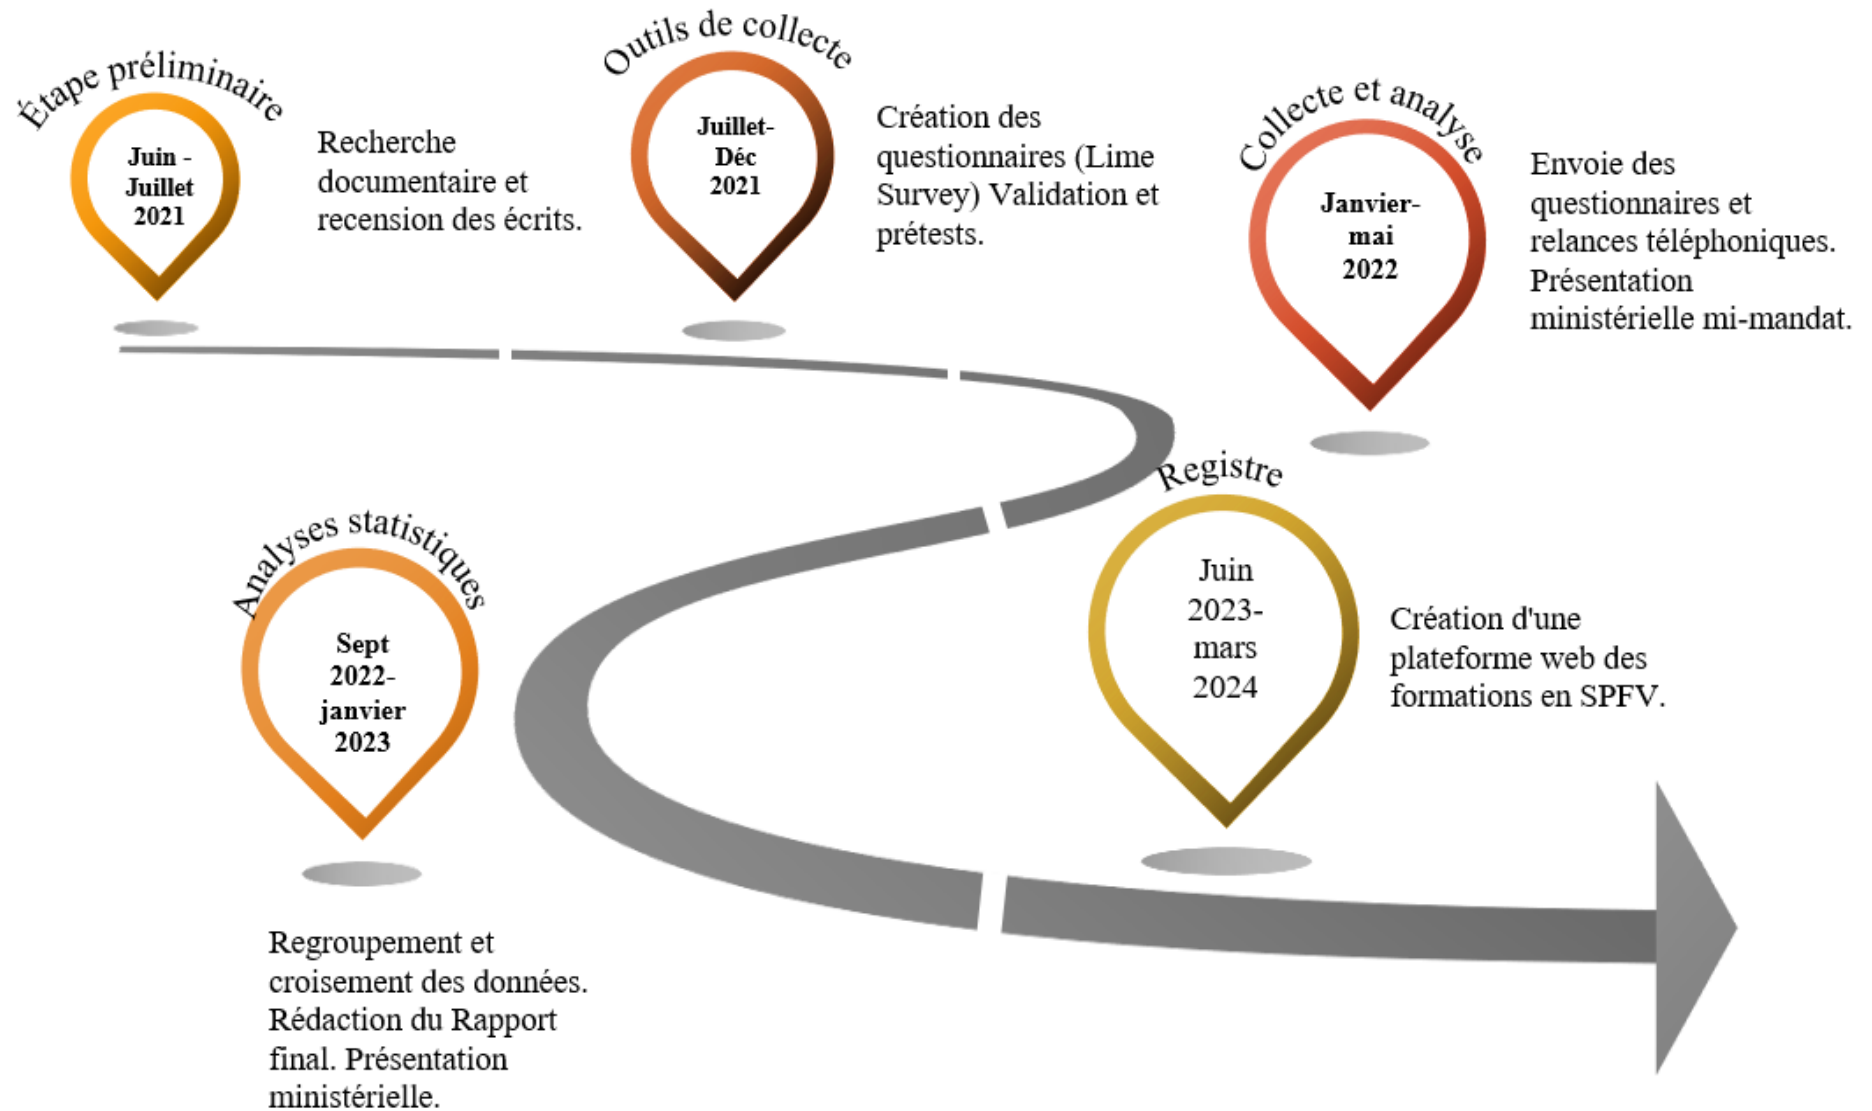 Étape préliminaire
Juin -
Juillet
2021
Recherche
documentaire et
recension des écrits.
Outils de collecte
Juillet-
Déc
2021
Création des
questionnaires (Lime
Survey) Validation et
prétests.
Collecte et analyse
Janvier-
mai
2022
Envoie des
questionnaires et
relances téléphoniques.
Présentation
ministérielle mi-mandat.
Analyses statistiques
Sept
2022-
janvier
2023
Regroupement et
croisement des données.
Rédaction du Rapport
final. Présentation
ministérielle.
Registre
Juin
2023-
mars
2024
Création d'une
plateforme web des
formations en SPFV.